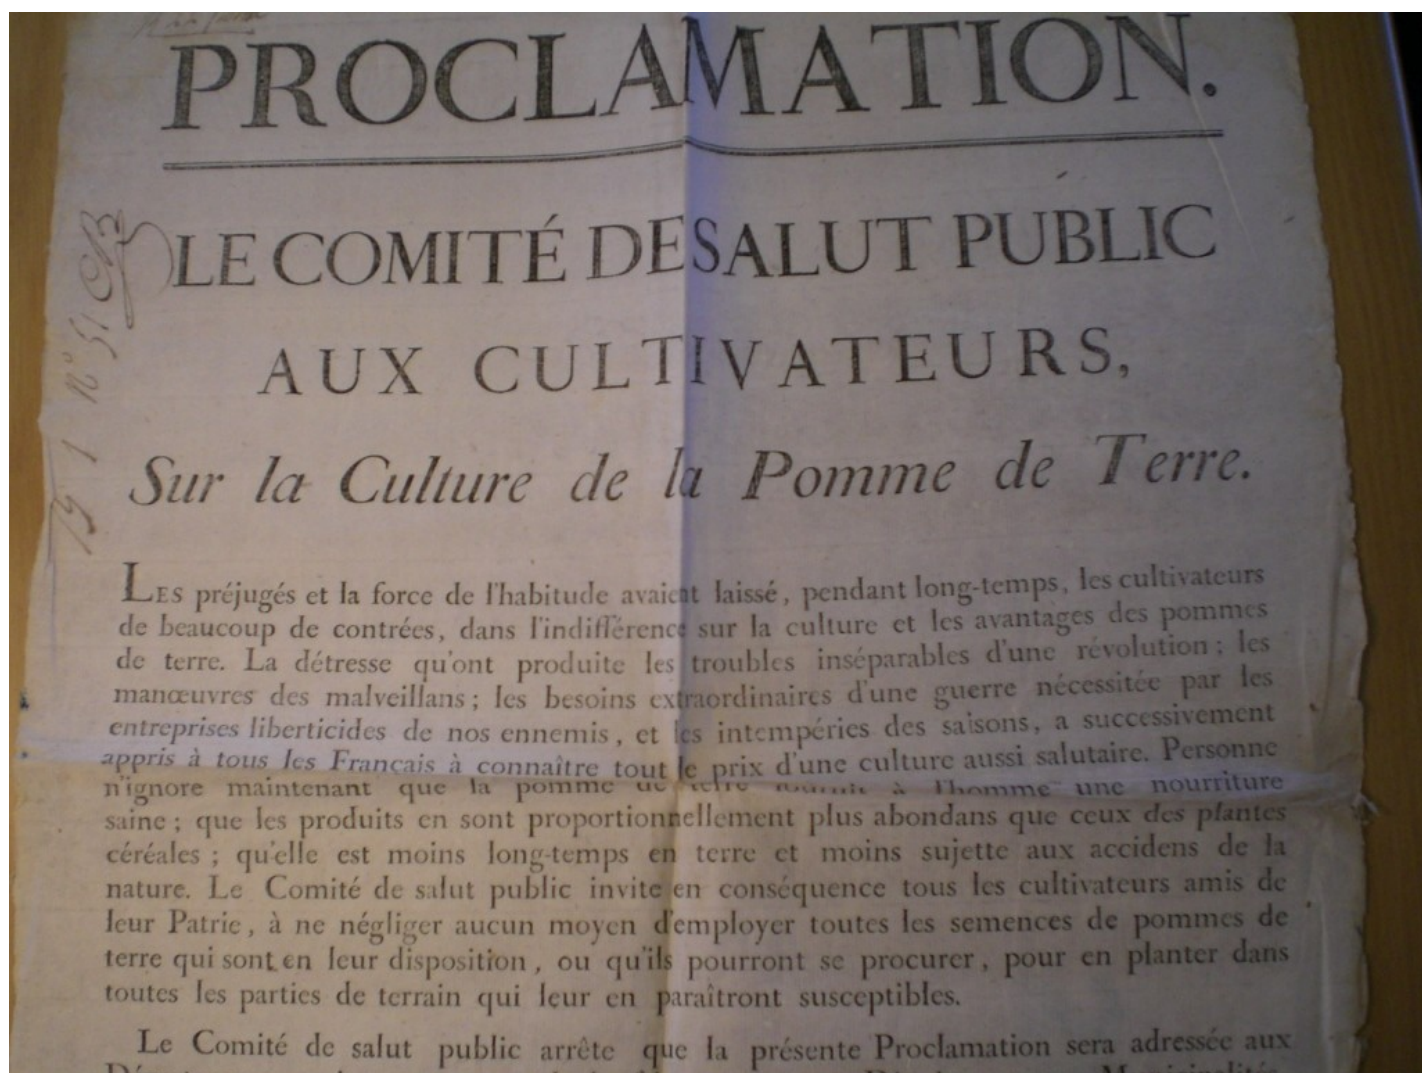 PROCLAMATION.
LE COMITÉ DE SALUT PUBLIC
AUX CULTIVATEURS,
Sur la Culture de la Pomme de Terre.
N° 51
LES préjugés et la force de l'habitude avaient laissé, pendant long-temps, les cultivateurs
de beaucoup de contrées, dans l'indifférence sur la culture et les avantages des pommes
de terre. La détresse qu'ont produite les troubles inséparables d'une révolution; les
manœuvres des malveillans; les besoins extraordinaires d'une guerre nécessitée par les
entreprises liberticides de nos ennemis, et les intempéries des saisons, a successivement
appris à tous les Français à connaître tout le prix d'une culture aussi salutaire. Personne
n'ignore maintenant que la pomme de terre fournit à l'homme une nourriture
saine; que les produits en sont proportionnellement plus abondans que ceux des plantes
céréales; qu'elle est moins long-temps en terre et moins sujette aux accidens de la
nature. Le Comité de salut public invite en conséquence tous les cultivateurs amis de
leur Patrie, à ne négliger aucun moyen d'employer toutes les semences de pommes de
terre qui sont en leur disposition, ou qu'ils pourront se procurer, pour en planter dans
toutes les parties de terrain qui leur en paraîtront susceptibles.
Le Comité de salut public arrête que la présente Proclamation sera adressée aux